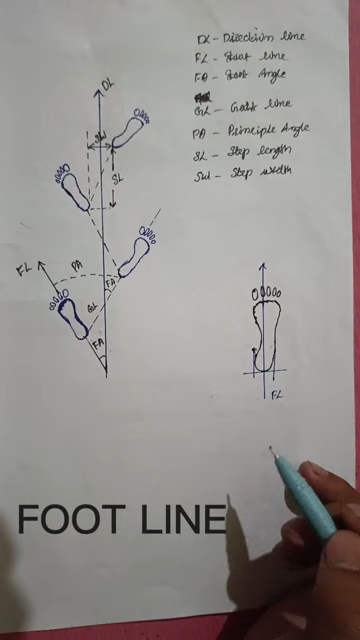 DL - Direction line
FL - Foot line
FA - Foot Angle
GL - Gait line
PA - Principle Angle
SL - Step length
SW - Step width
DL
SW
SL
FL
PA
FA
GL
FA
FL
FOOT LINE